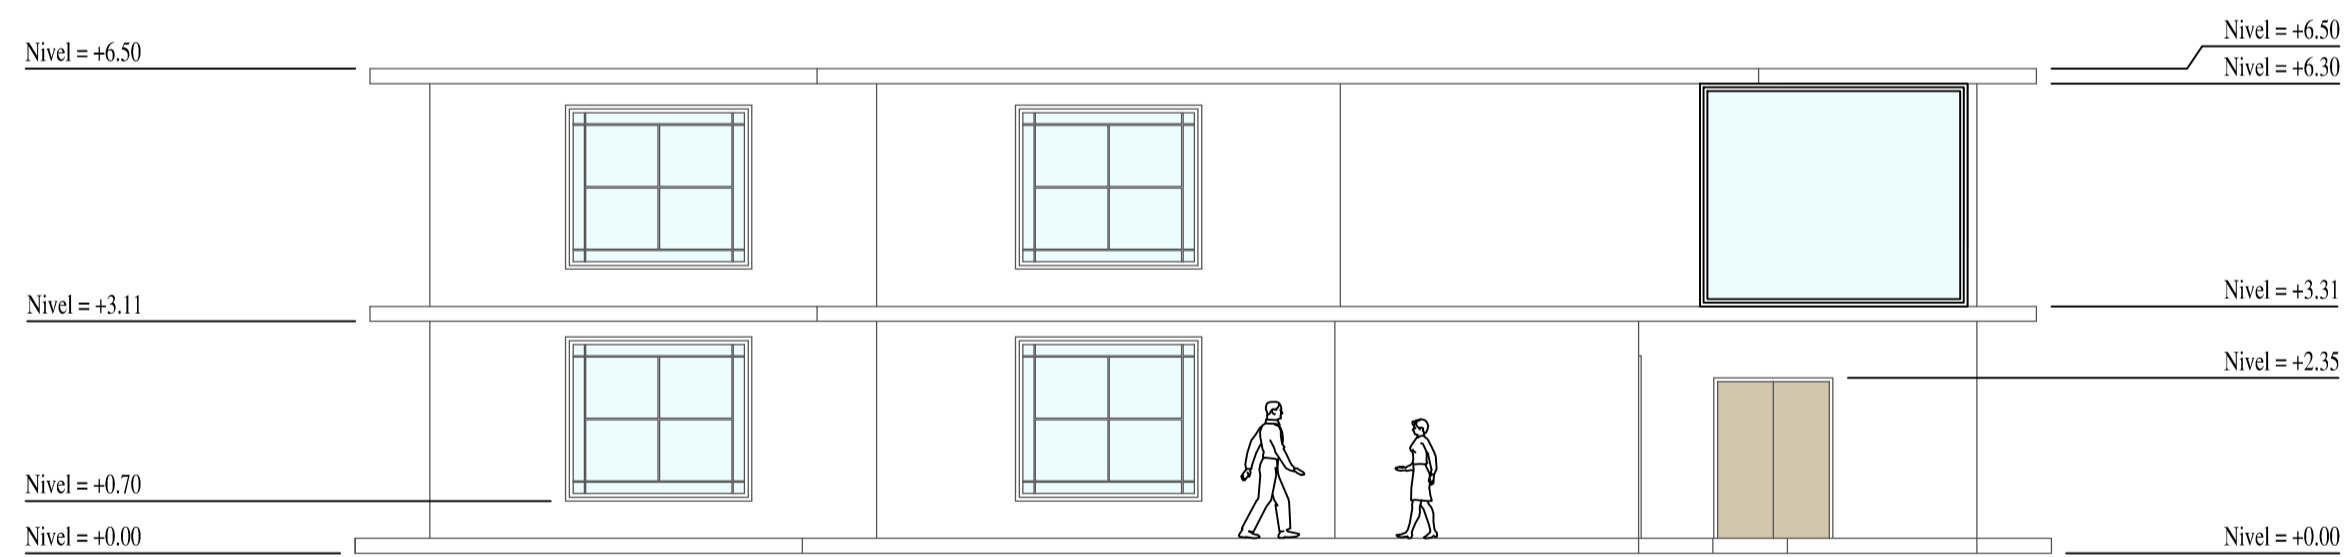 Nivel = +6.50
Nivel = +6.50
Nivel = +6.30
Nivel = +3.11
Nivel = +3.31
Nivel = +2.35
Nivel = +0.70
Nivel = +0.00
Nivel = +0.00